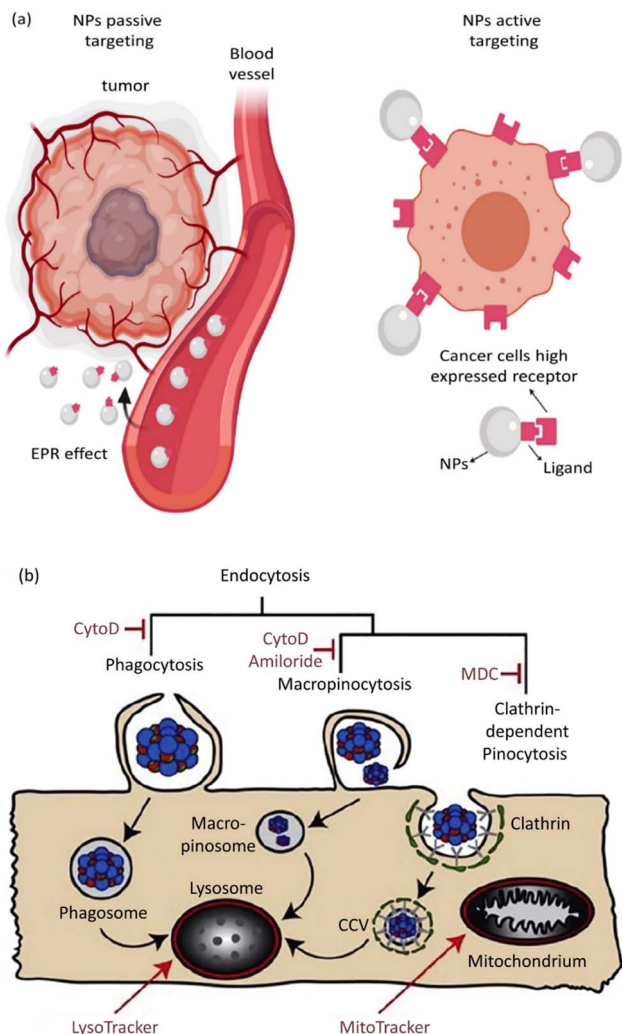 (a)
NPs passive
targeting
tumor
Blood
vessel
EPR effect
NPs active
targeting
Cancer cells high
expressed receptor
NPs
Ligand
(b)
Endocytosis
CytoD
Phagocytosis
CytoD
Amiloride
Macropinocytosis
MDC
Clathrin-
dependent
Pinocytosis
Macro-
pinosome
Clathrin
Phagosome
Lysosome
CCV
Mitochondrium
LysoTracker
MitoTracker